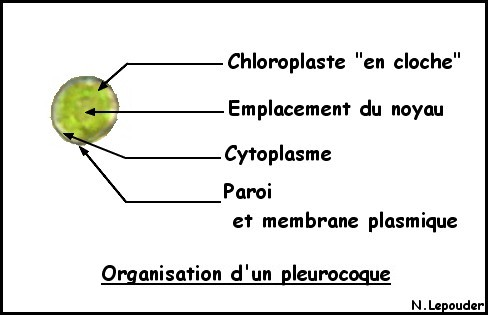 Chloroplaste "en cloche"
Emplacement du noyau
Cytoplasme
Paroi
et membrane plasmique
Organisation d'un pleurocoque
N.Lepouder